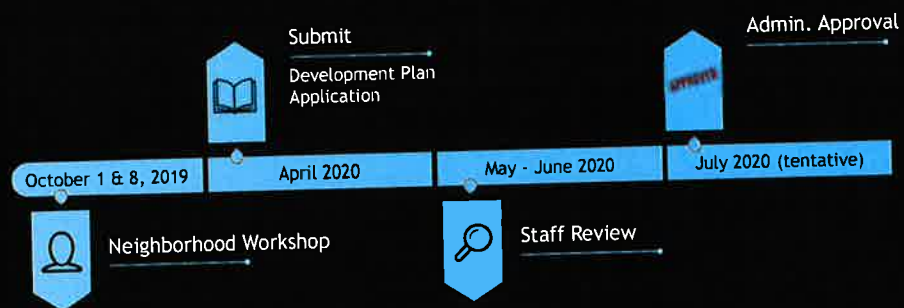 Submit
Development Plan
Application
Admin. Approval
APPROVED
October 1 & 8, 2019
April 2020
May - June 2020
July 2020 (tentative)
Neighborhood Workshop
Staff Review